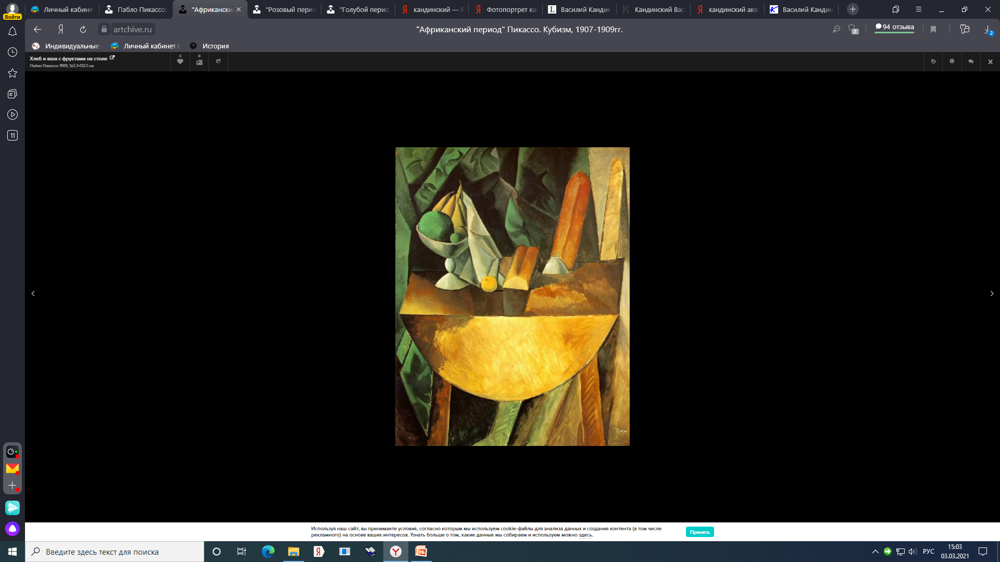 Войти
Личный кабине
Пабло Пикассо:
"Африкански
"Розовый перис
"Голубой перио
кандинский — Я
Фотопортрет ка
Василий Кандин
Кандинский Вас
кандинский аква
Василий Кандин
artchive.ru
"Африканский период" Пикассо. Кубизм, 1907-1909гг.
2
94 отзыва
2
Индивидуальные
Личный кабинет п
История
Хлеб и ваза с фруктами на столе
Пабло Пикассо 1909, 163.7×132.1 см
3
0
11
Используя наш сайт, вы принимаете условия, согласно которым мы используем cookie-файлы для анализа данных и создания контента (в том числе
рекламного) на основе ваших интересов. Узнать больше о том, какие данные мы собираем и используем можно здесь.
Принять
Введите здесь текст для поиска
РУС
15:03
03.03.2021